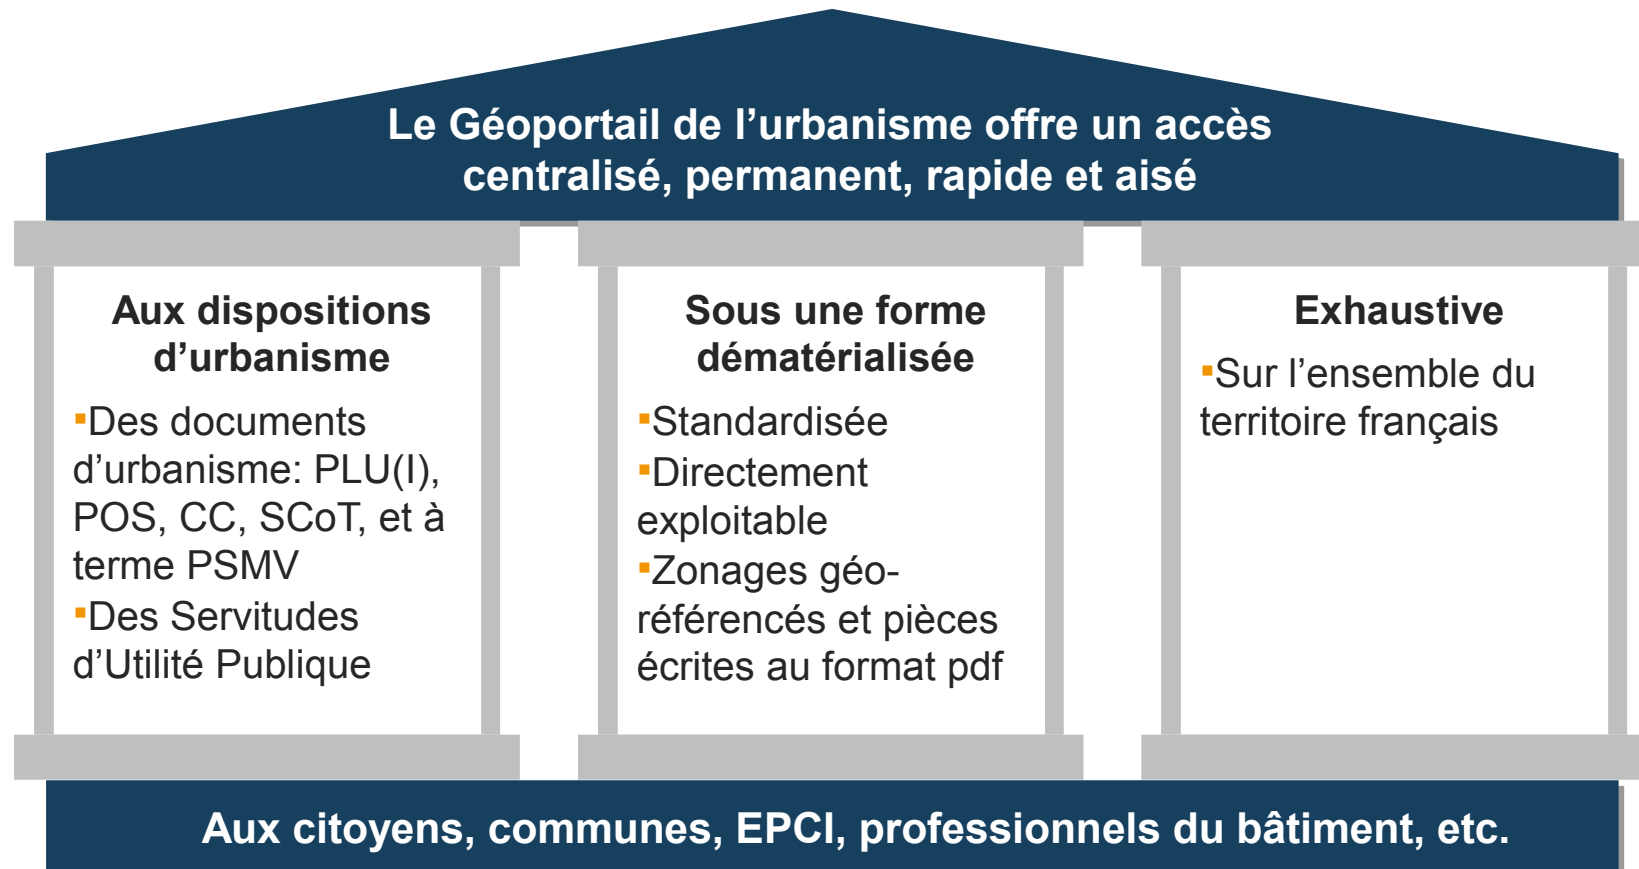 Le Géoportail de l’urbanisme offre un accès
centralisé, permanent, rapide et aisé
Aux dispositions
d’urbanisme
▪Des documents
d’urbanisme: PLU(I),
POS, CC, SCoT, et à
terme PSMV
▪Des Servitudes
d’Utilité Publique
Sous une forme
dématérialisée
▪Standardisée
▪Directement
exploitable
▪Zonages géo-
référencés et pièces
écrites au format pdf
Exhaustive
▪Sur l’ensemble du
territoire français
Aux citoyens, communes, EPCI, professionnels du bâtiment, etc.